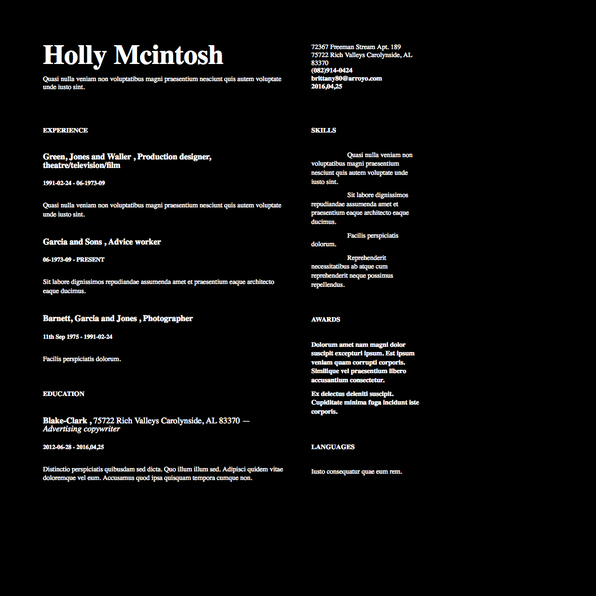 Holly Mcintosh
Quasi nulla veniam non voluptatibus magni praesentium nesciunt quis autem voluptate
unde iusto sint.
72367 Freeman Stream Apt. 189
75722 Rich Valleys Carolynside, AL
83370
(082)914-0424
brittany80@arroyo.com
2016,04,25
EXPERIENCE
Green, Jones and Waller , Production designer,
theatre/television/film
1991-02-24 - 06-1973-09
Quasi nulla veniam non voluptatibus magni praesentium nesciunt quis autem voluptate
unde iusto sint.
Garcia and Sons , Advice worker
06-1973-09 - PRESENT
Sit labore dignissimos repudiandae assumenda amet et praesentium eaque architecto
eaque ducimus.
Barnett, Garcia and Jones , Photographer
11th Sep 1975 - 1991-02-24
Facilis perspiciatis dolorum.
EDUCATION
Blake-Clark , 75722 Rich Valleys Carolynside, AL 83370 —
Advertising copywriter
2012-06-28 - 2016,04,25
Distinctio perspiciatis quibusdam sed dicta. Quo illum illum sed. Adipisci quidem vitae
doloremque vel eum. Accusamus quod ipsa quisquam tempora cumque non.
SKILLS
Quasi nulla veniam non
voluptatibus magni praesentium
nesciunt quis autem voluptate unde
iusto sint.
Sit labore dignissimos
repudiandae assumenda amet et
praesentium eaque architecto eaque
ducimus.
Facilis perspiciatis
dolorum.
Reprehenderit
necessitatibus ab atque cum
reprehenderit neque possimus
repellendus.
AWARDS
Dolorum amet nam magni dolor
suscipit excepturi ipsum. Est ipsum
veniam quam corrupti corporis.
Similique vel praesentium libero
accusantium consectetur.
Ex delectus deleniti suscipit.
Cupiditate minima fuga incidunt iste
corporis.
LANGUAGES
Iusto consequatur quae eum rem.